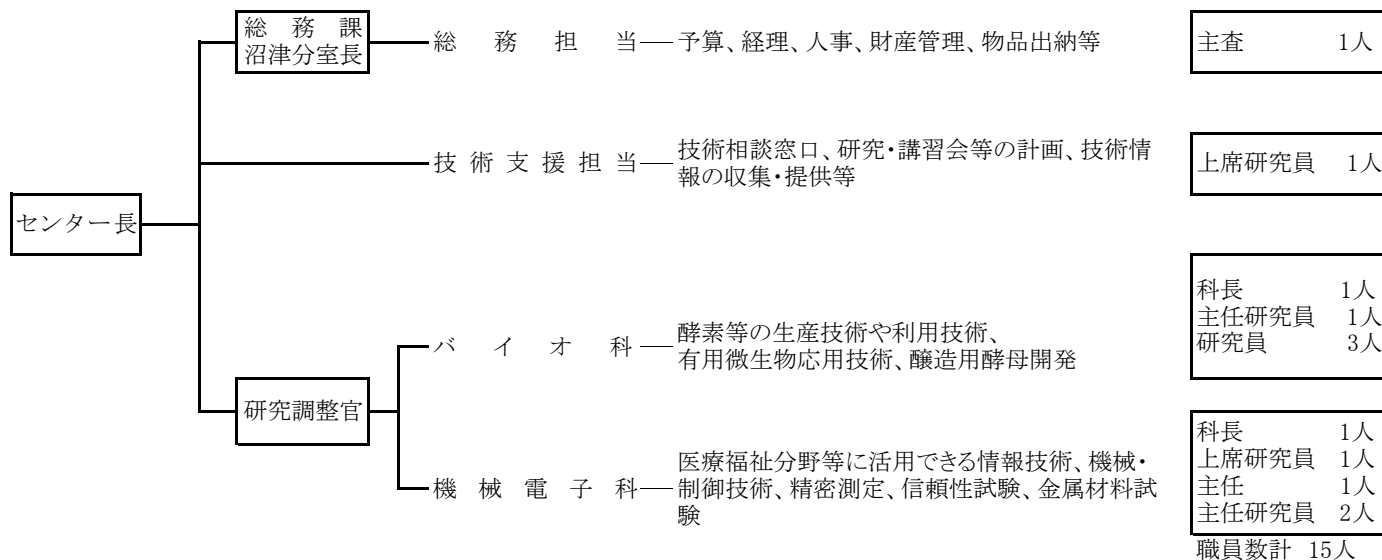 センター長
総務課
沼津分室長
総務担当
予算、経理、人事、財産管理、物品出納等
主査 1人
技術支援担当
技術相談窓口、研究・講習会等の計画、技術情
報の収集・提供等
上席研究員 1人
研究調整官
バイオ科
酵素等の生産技術や利用技術、
有用微生物応用技術、醸造用酵母開発
科長 1人
主任研究員 1人
研究員 3人
機械電子科
医療福祉分野等に活用できる情報技術、機械・
制御技術、精密測定、信頼性試験、金属材料試
験
科長 1人
上席研究員 1人
主任 1人
主任研究員 2人
職員数計 15人